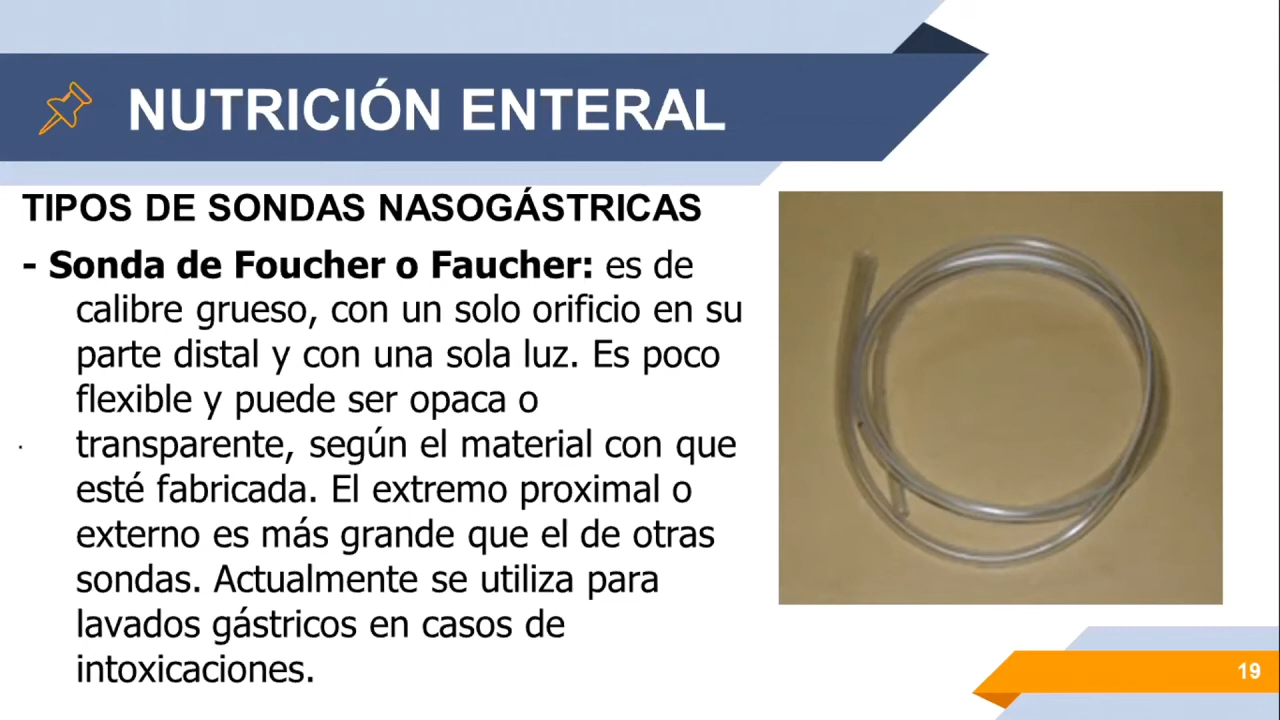 NUTRICIÓN ENTERAL
TIPOS DE SONDAS NASOGÁSTRICAS
- Sonda de Foucher o Faucher: es de
calibre grueso, con un solo orificio en su
parte distal y con una sola luz. Es poco
flexible y puede ser opaca o
transparente, según el material con que
esté fabricada. El extremo proximal o
externo es más grande que el de otras
sondas. Actualmente se utiliza para
lavados gástricos en casos de
intoxicaciones.
19